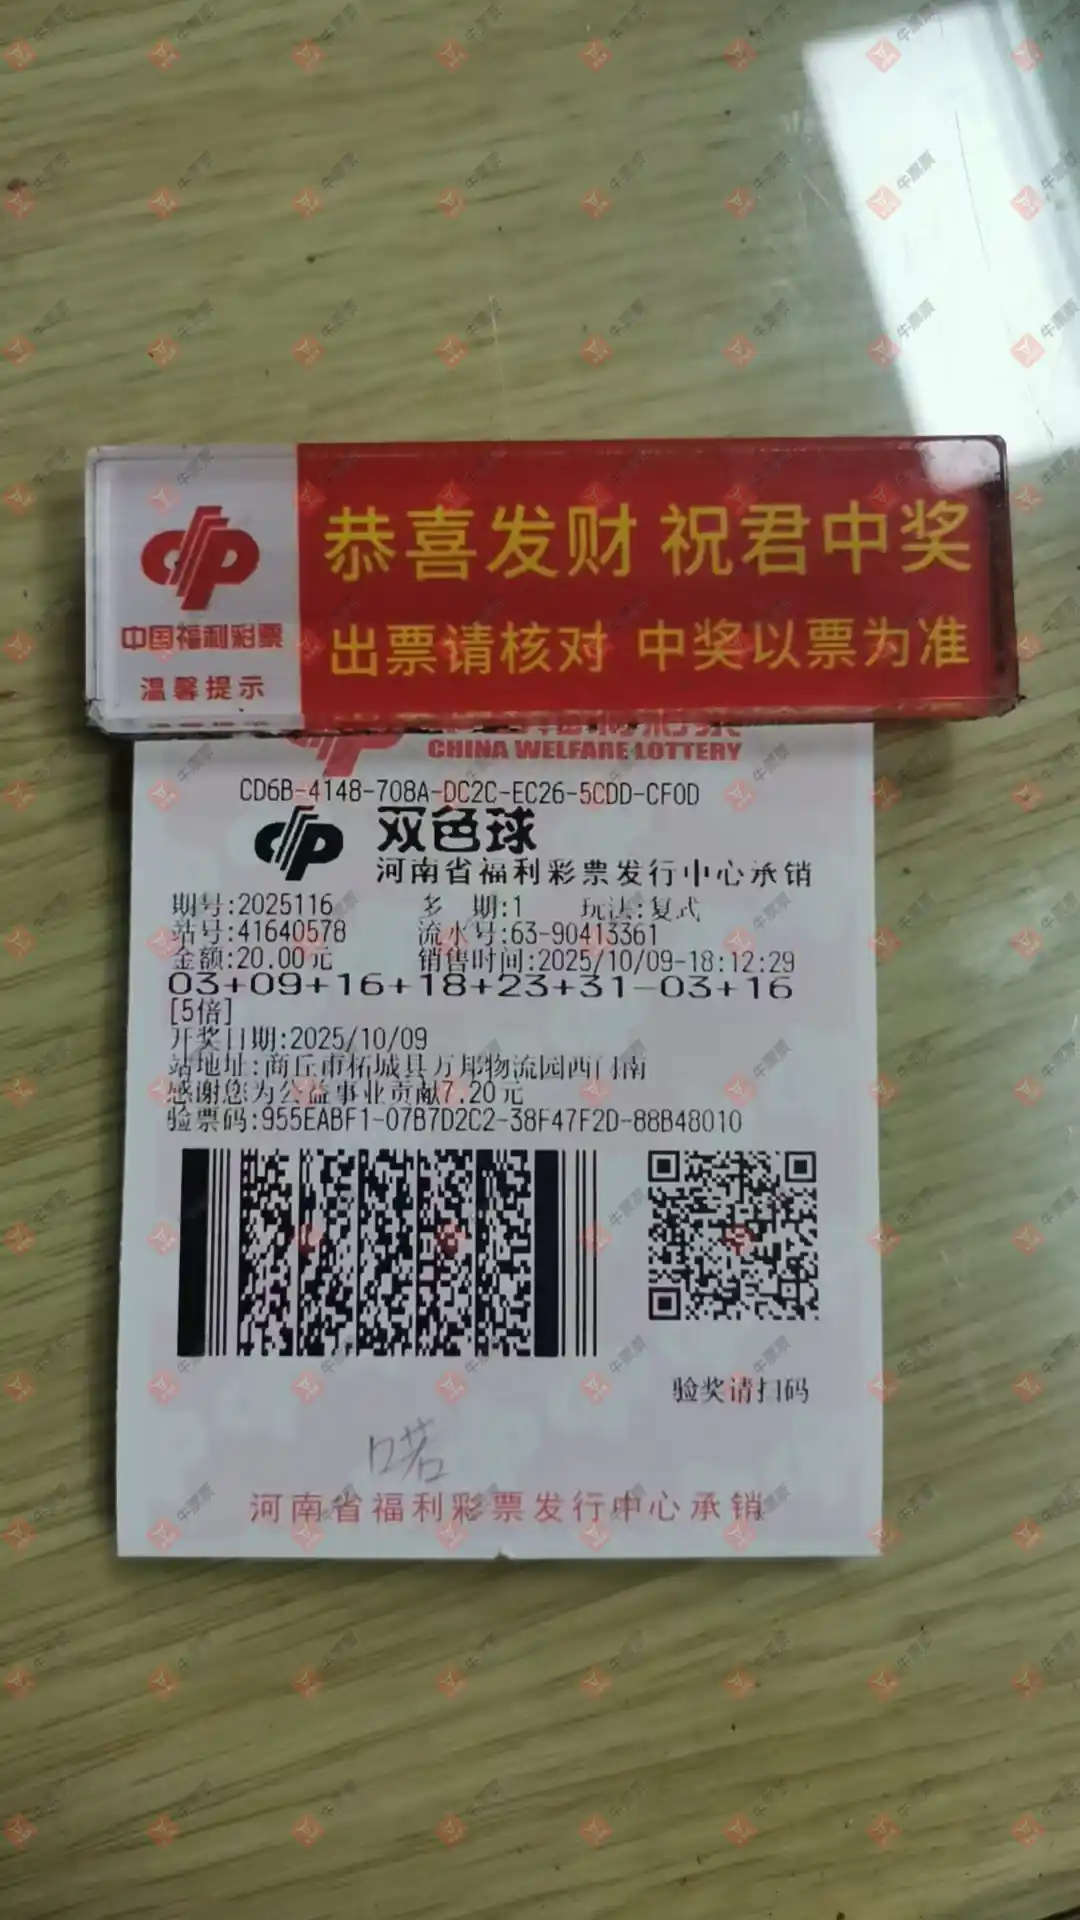 恭喜发财 祝君中奖
中国福利彩票
出票请核对 中奖以票为准
温馨提示
CHINA WELFARE LOTTERY
CD6B-4148-708A-DC2C-EC26-5CDD-CF0D
双色球
河南省福利彩票发行中心承销
期号:2025116 多 期:1 玩法:复式
站号:41640578 流水号:63-90413361
金额:20.00元 销售时间:2025/10/09-18:12:29
03+09+16+18+23+31-03+16
[5倍]
开奖日期:2025/10/09
站地址:商丘市柘城县万邦物流园西门南
感谢您为公益事业贡献7.20元
验票码:955EABF1-07B7D2C2-38F47F2D-88B48010
验奖请扫码
河南省福利彩票发行中心承销
牛票票